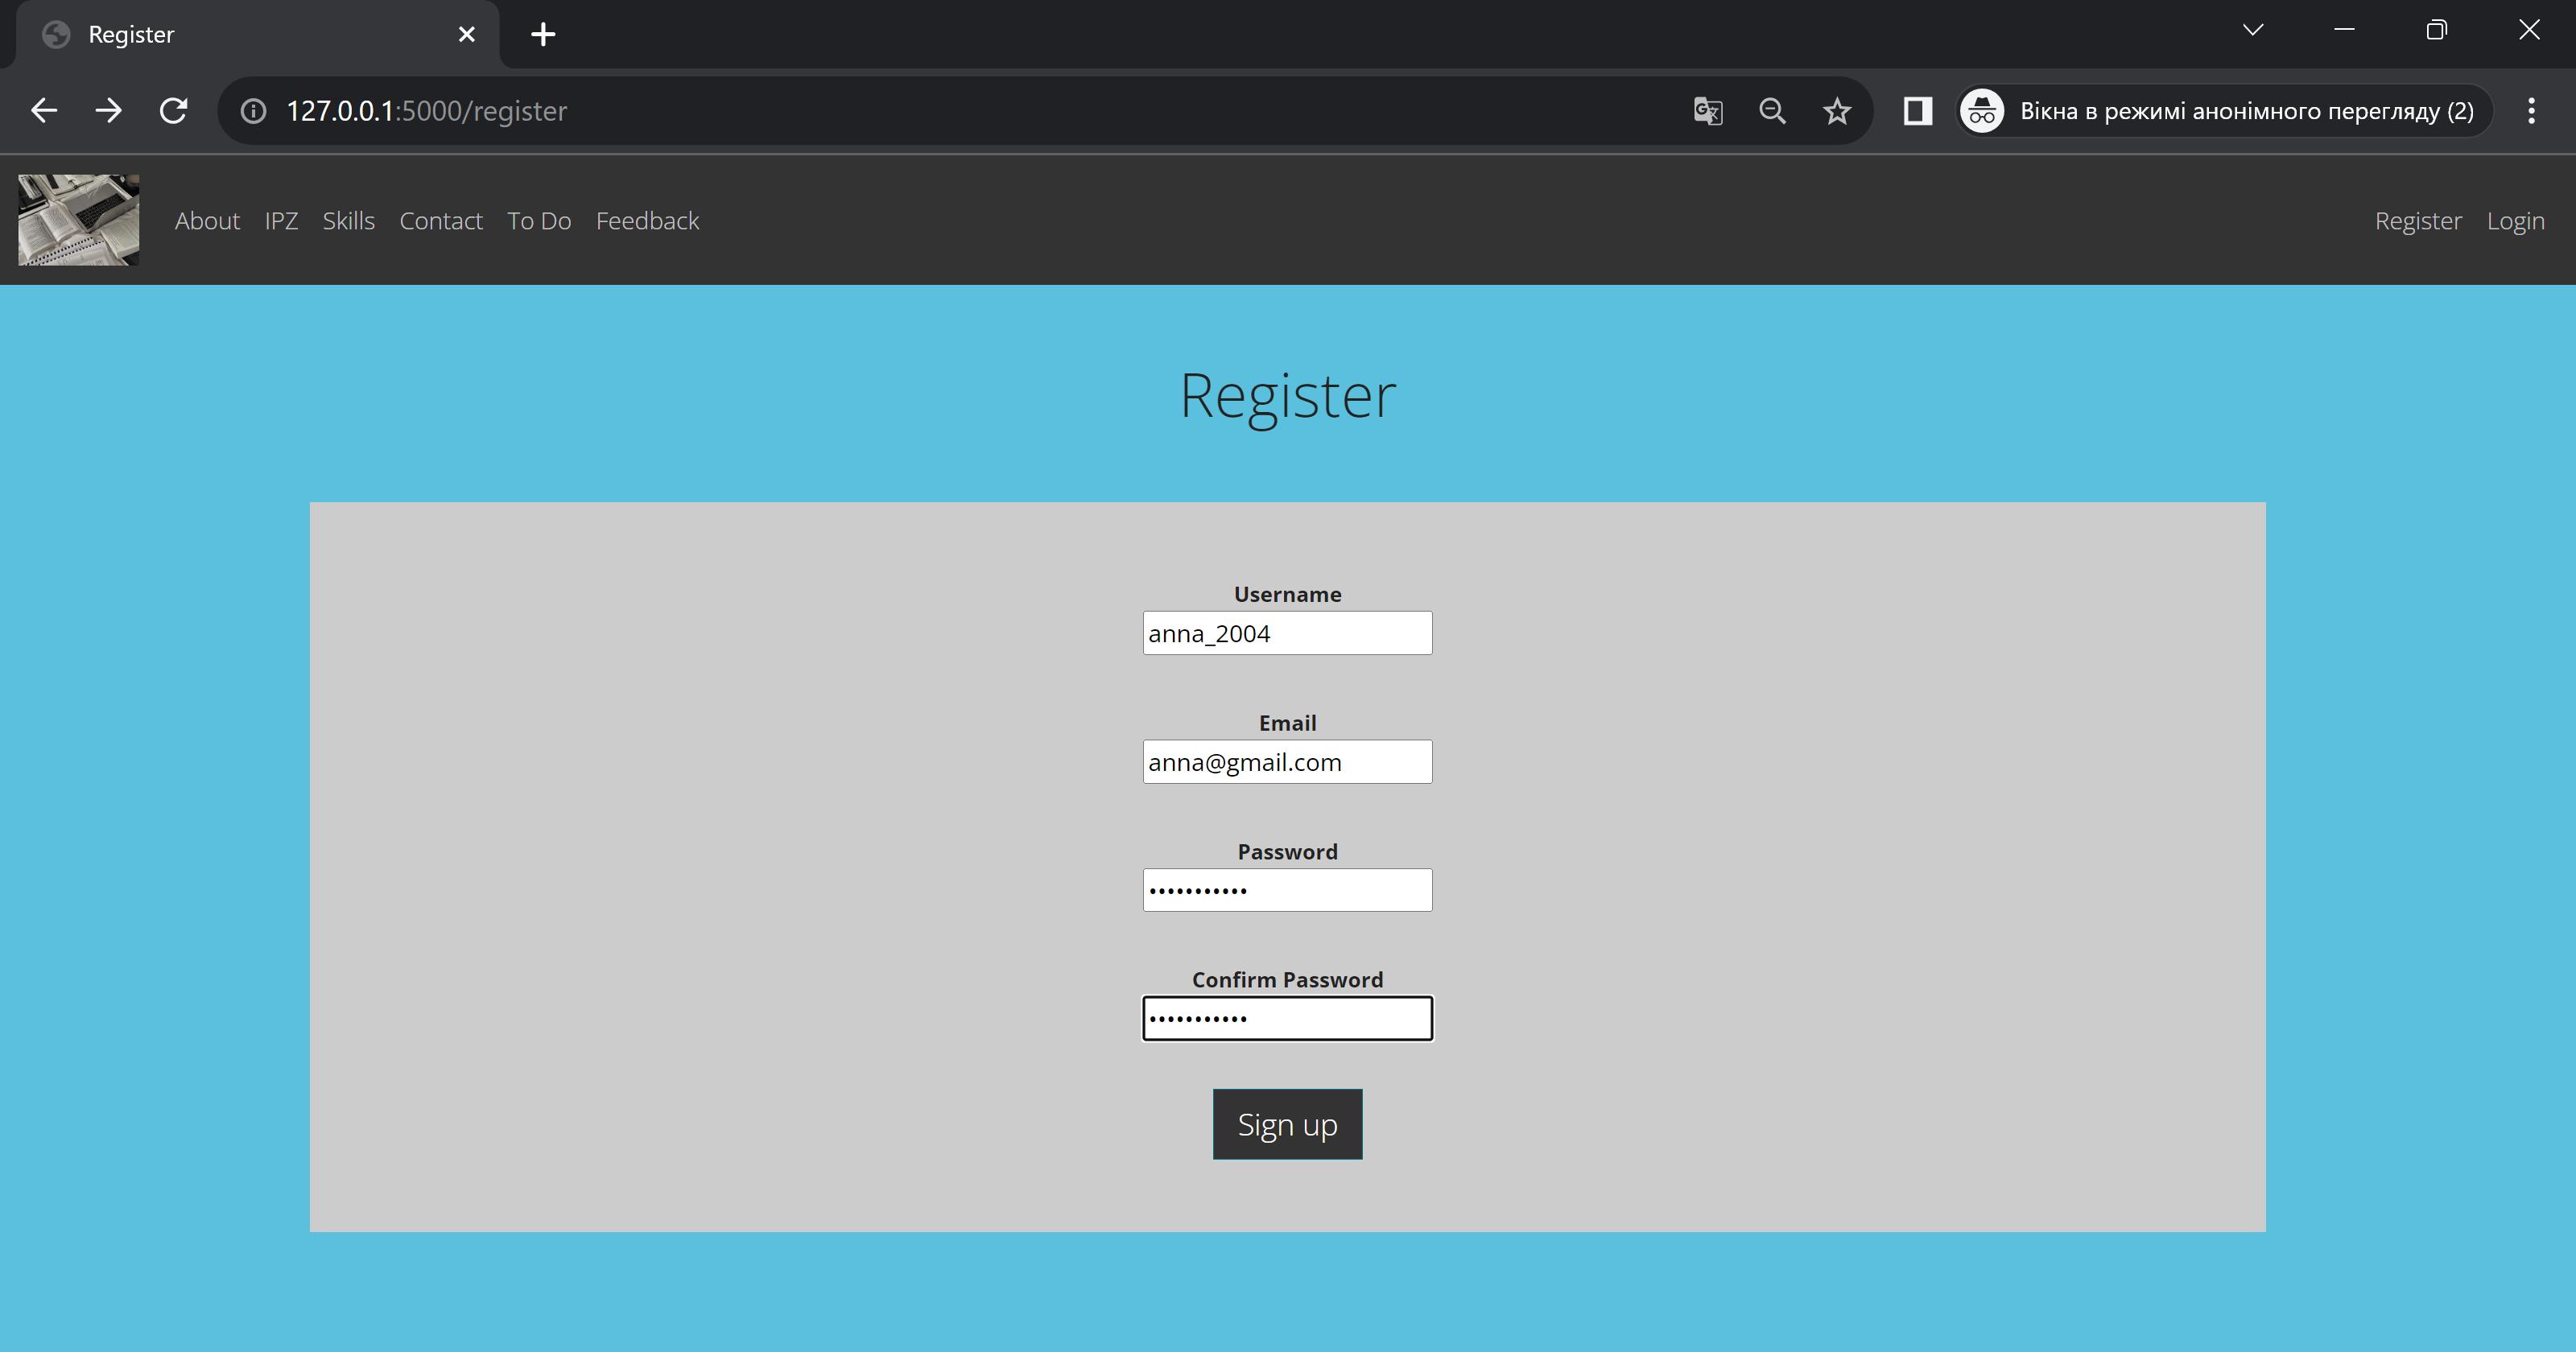 Register
127.0.0.1:5000/register
Вікна в режимі анонімного перегляду (2)
About IPZ Skills Contact To Do Feedback Register Login
Register
Username
anna_2004
Email
anna@gmail.com
Password
•••••••••••
Confirm Password
•••••••••••
Sign up